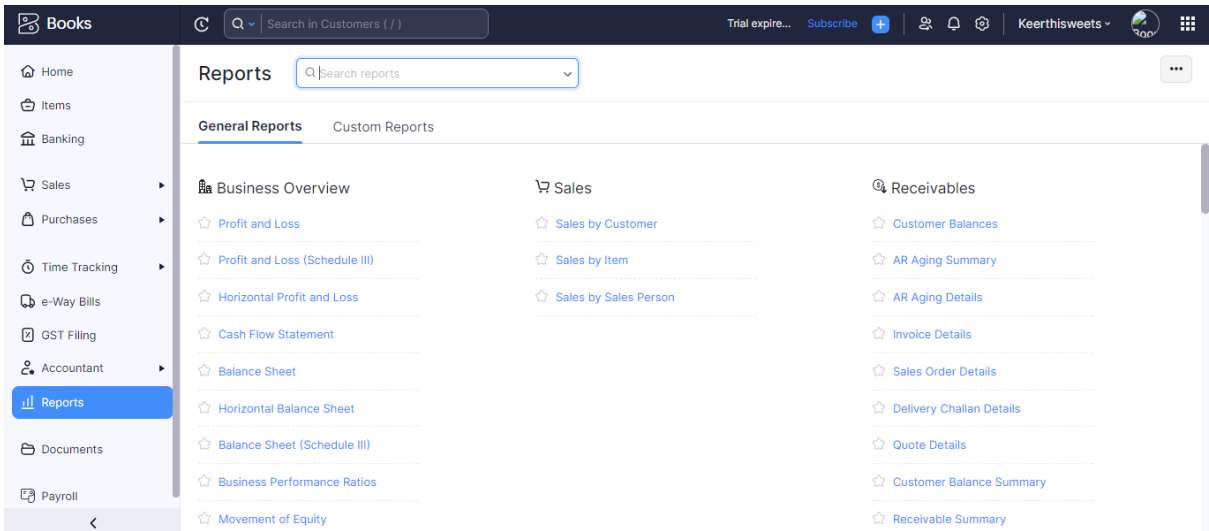 Books
Search in Customers ( / )
Trial expire...
Subscribe
Keerthisweets
Home
Items
Banking
Sales
Purchases
Time Tracking
e-Way Bills
GST Filing
Accountant
Reports
Documents
Payroll
Reports
Search reports
General Reports
Custom Reports
Business Overview
Profit and Loss
Profit and Loss (Schedule III)
Horizontal Profit and Loss
Cash Flow Statement
Balance Sheet
Horizontal Balance Sheet
Balance Sheet (Schedule III)
Business Performance Ratios
Movement of Equity
Sales
Sales by Customer
Sales by Item
Sales by Sales Person
Receivables
Customer Balances
AR Aging Summary
AR Aging Details
Invoice Details
Sales Order Details
Delivery Challan Details
Quote Details
Customer Balance Summary
Receivable Summary